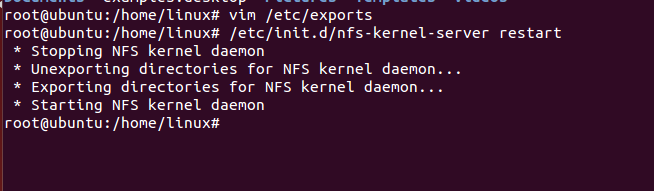 root@ubuntu:/home/linux# vim /etc/exports
root@ubuntu:/home/linux# /etc/init.d/nfs-kernel-server restart
 * Stopping NFS kernel daemon
 * Unexporting directories for NFS kernel daemon...
 * Exporting directories for NFS kernel daemon...
 * Starting NFS kernel daemon
root@ubuntu:/home/linux#